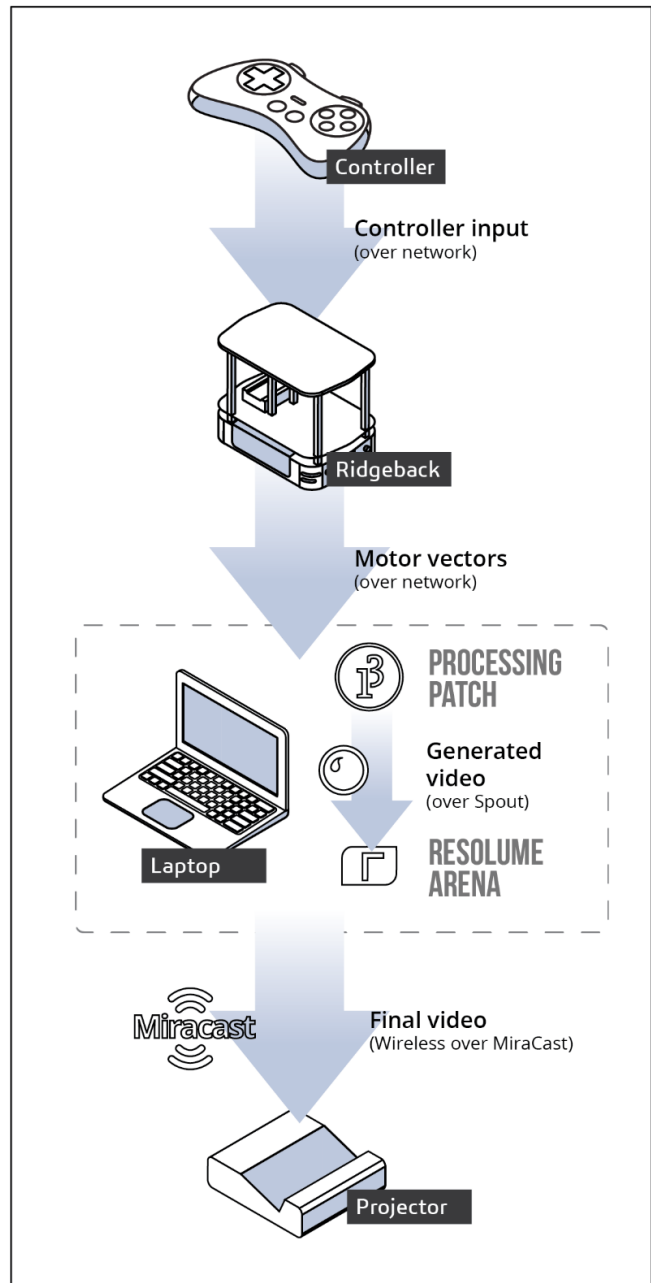 Controller
Controller input
(over network)
Ridgeback
Motor vectors
(over network)
PROCESSING
PATCH
Generated
video
(over Spout)
Laptop
RESOLUME
ARENA
Miracast
Final video
(Wireless over MiraCast)
Projector